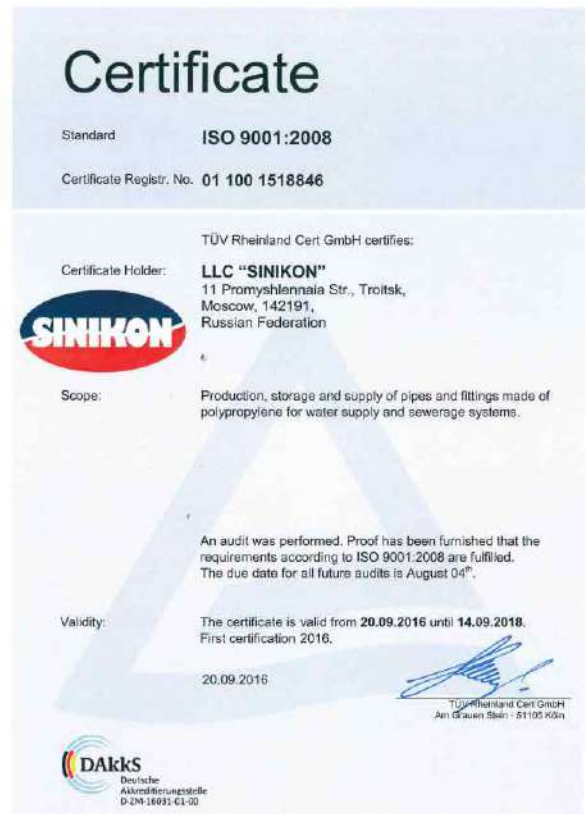 Certificate
Standard ISO 9001:2008
Certificate Registr. No. 01 100 1518846
TÜV Rheinland Cert GmbH certifies:
Certificate Holder: LLC "SINIKON"
11 Promyshlennaia Str., Troitsk,
Moscow, 142191,
Russian Federation
SINIKON
Scope: Production, storage and supply of pipes and fittings made of
polypropylene for water supply and sewerage systems.
An audit was performed. Proof has been furnished that the
requirements according to ISO 9001:2008 are fulfilled.
The due date for all future audits is August 04th.
Validity: The certificate is valid from 20.09.2016 until 14.09.2018.
First certification 2016.
20.09.2016
TÜV Rheinland Cert GmbH
Am Grauen Stein - 51105 Köln
DAkkS
Deutsche
Akkreditierungsstelle
D-ZM-16031-01-00